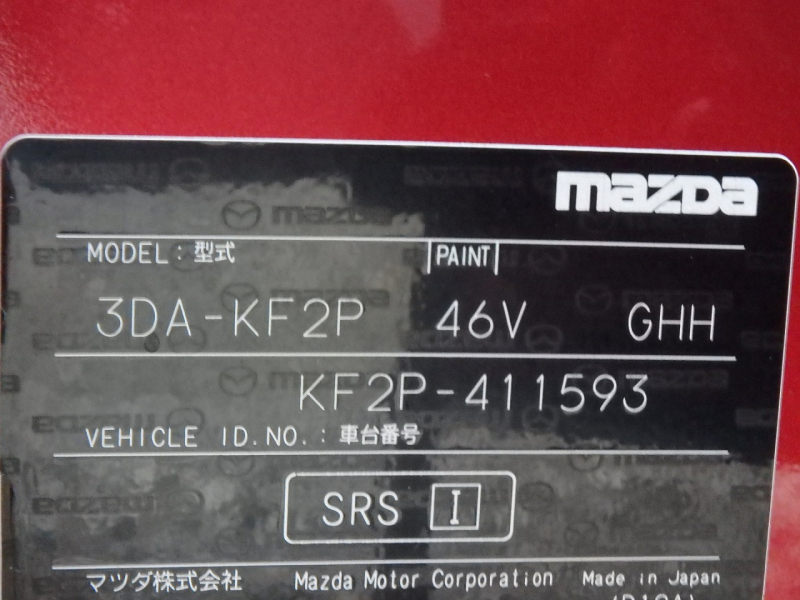 mazda
MODEL : 型式 PAINT
3DA-KF2P 46V GHH
KF2P-411593
VEHICLE ID.NO. : 車台番号
SRS I
マツダ株式会社 Mazda Motor Corporation Made in Japan